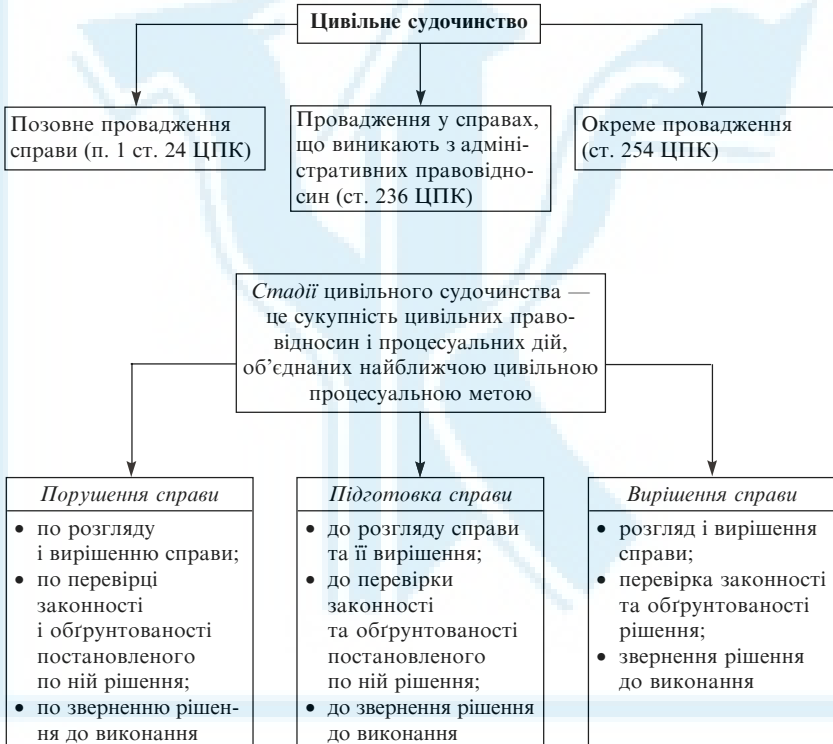 Цивільне судочинство
Позовне провадження
справи (п. 1 ст. 24 ЦПК)
Провадження у справах,
що виникають з адміні-
стративних правовідно-
син (ст. 236 ЦПК)
Окреме провадження
(ст. 254 ЦПК)
Стадії цивільного судочинства —
це сукупність цивільних право-
відносин і процесуальних дій,
об’єднаних найближчою цивільною
процесуальною метою
Порушення справи
• по розгляду
і вирішенню справи;
• по перевірці
законності
і обґрунтованості
постановленого
по ній рішення;
• по зверненню рішен-
ня до виконання
Підготовка справи
• до розгляду справи
та її вирішення;
• до перевірки
законності
та обґрунтованості
постановленого
по ній рішення;
• до звернення рішення
до виконання
Вирішення справи
• розгляд і вирішення
справи;
• перевірка законності
та обґрунтованості
рішення;
• звернення рішення
до виконання